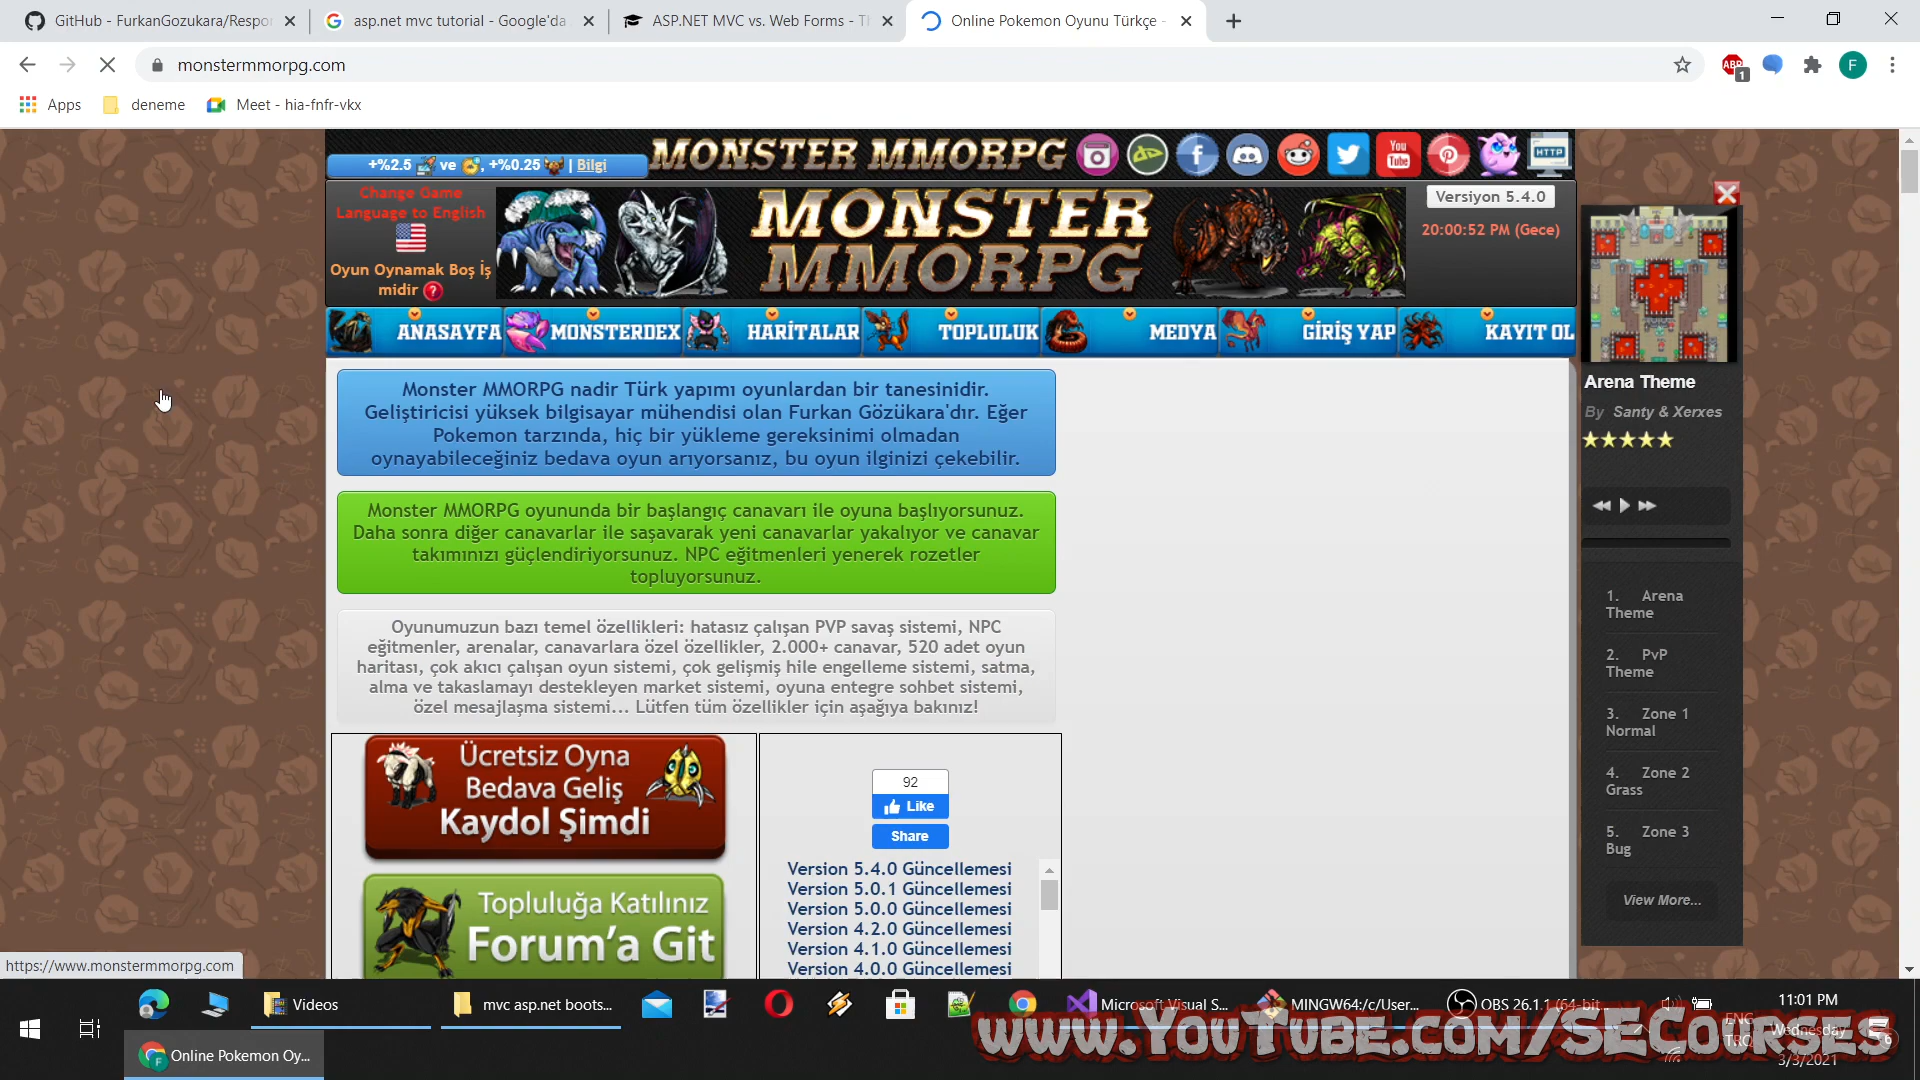 GitHub - FurkanGozukara/Respo
asp.net mvc tutorial - Google'da
ASP.NET MVC vs. Web Forms - T
Online Pokemon Oyunu Türkçe -
monstermmorpg.com
ABP
1
F
Apps
deneme
Meet - hia-fnfr-vkx
+%2.5 ve , +%0.25 | Bilgi
MONSTER MMORPG
You
Tube
HTTP
Change Game
Language to English
Oyun Oynamak Boş İş
midir ?
MONSTER
MMORPG
Versiyon 5.4.0
20:00:52 PM (Gece)
ANASAYFA
MONSTERDEX
HARİTALAR
TOPLULUK
MEDYA
GİRİŞ YAP
KAYIT OL
Monster MMORPG nadir Türk yapımı oyunlardan bir tanesinidir.
Geliştiricisi yüksek bilgisayar mühendisi olan Furkan Gözükara'dır. Eğer
Pokemon tarzında, hiç bir yükleme gereksinimi olmadan
oynayabileceğiniz bedava oyun arıyorsanız, bu oyun ilginizi çekebilir.
Monster MMORPG oyununda bir başlangıç canavarı ile oyuna başlıyorsunuz.
Daha sonra diğer canavarlar ile saşavarak yeni canavarlar yakalıyor ve canavar
takımınızı güçlendiriyorsunuz. NPC eğitmenleri yenerek rozetler
topluyorsunuz.
Oyunumuzun bazı temel özellikleri: hatasız çalışan PVP savaş sistemi, NPC
eğitmenler, arenalar, canavarlara özel özellikler, 2.000+ canavar, 520 adet oyun
haritası, çok akıcı çalışan oyun sistemi, çok gelişmiş hile engelleme sistemi, satma,
alma ve takaslamayı destekleyen market sistemi, oyuna entegre sohbet sistemi,
özel mesajlaşma sistemi... Lütfen tüm özellikler için aşağıya bakınız!
Ücretsiz Oyna
Bedava Geliş
Kaydol Şimdi
Topluluğa Katılınız
Forum'a Git
92
Like
Share
Version 5.4.0 Güncellemesi
Version 5.0.1 Güncellemesi
Version 5.0.0 Güncellemesi
Version 4.2.0 Güncellemesi
Version 4.1.0 Güncellemesi
Version 4.0.0 Güncellemesi
Arena Theme
By Santy & Xerxes
1. Arena
Theme
2. PvP
Theme
3. Zone 1
Normal
4. Zone 2
Grass
5. Zone 3
Bug
View More...
https://www.monstermmorpg.com
Videos
mvc asp.net boots...
Microsoft Visual S...
MINGW64:/c/User...
OBS 26.1.1 (64-bit...
11:01 PM
ENG
Wednesday
TRQ
3/3/2021
6
F
Online Pokemon Oy...
www.YouTube.com/SECourses